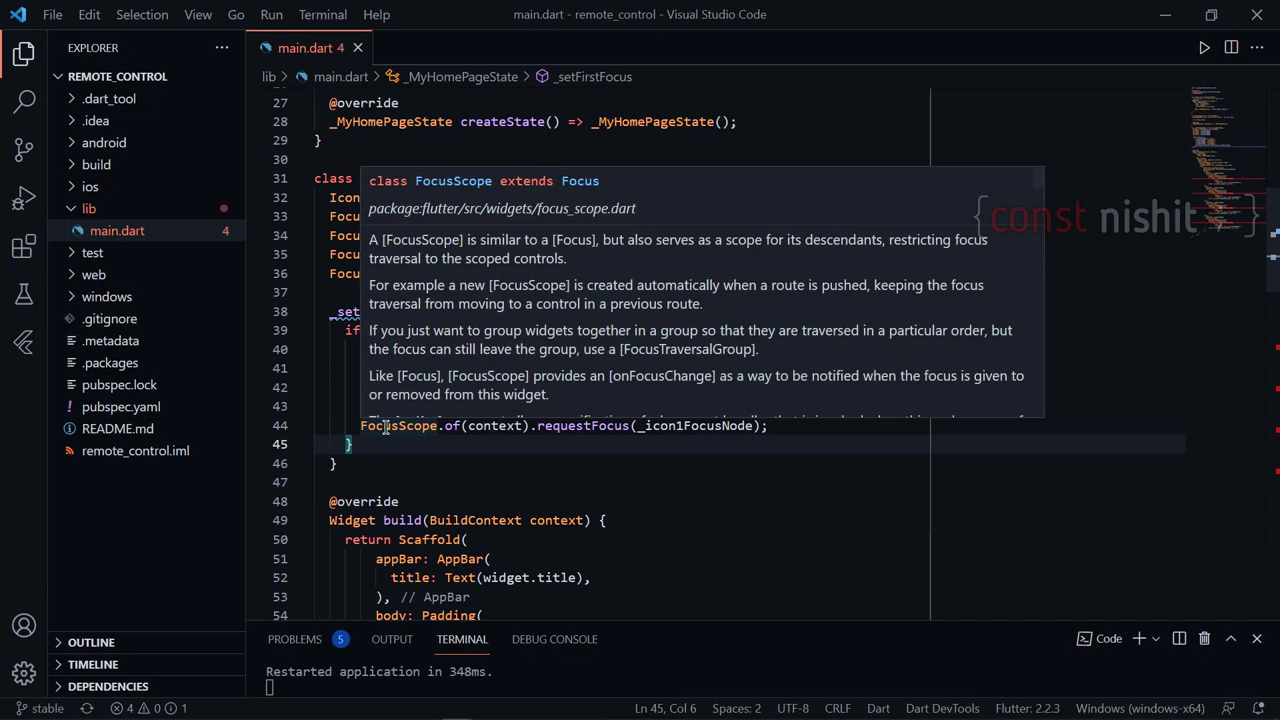 File Edit Selection View Go Run Terminal Help
main.dart - remote_control - Visual Studio Code
EXPLORER
REMOTE_CONTROL
.dart_tool
.idea
android
build
ios
lib
main.dart 4
test
web
windows
.gitignore
.metadata
.packages
pubspec.lock
pubspec.yaml
README.md
remote_control.iml
OUTLINE
TIMELINE
DEPENDENCIES
main.dart 4
lib > main.dart > _MyHomePageState > _setFirstFocus
27 @override
28 _MyHomePageState createState() => _MyHomePageState();
29 }
30
31 class
32 Icon
33 Focu
34 Focu
35 Focu
36 Focu
37
38 _set
39 if
40
41
42
43
44 FocusScope.of(context).requestFocus(_icon1FocusNode);
45 }
46 }
47
48 @override
49 Widget build(BuildContext context) {
50 return Scaffold(
51 appBar: AppBar(
52 title: Text(widget.title),
53 ), // AppBar
54 body: Padding(
class FocusScope extends Focus
package:flutter/src/widgets/focus_scope.dart
A [FocusScope] is similar to a [Focus], but also serves as a scope for its descendants, restricting focus
traversal to the scoped controls.
For example a new [FocusScope] is created automatically when a route is pushed, keeping the focus
traversal from moving to a control in a previous route.
If you just want to group widgets together in a group so that they are traversed in a particular order, but
the focus can still leave the group, use a [FocusTraversalGroup].
Like [Focus], [FocusScope] provides an [onFocusChange] as a way to be notified when the focus is given to
or removed from this widget.
{const nishit }
PROBLEMS 5 OUTPUT TERMINAL DEBUG CONSOLE
Code
Restarted application in 348ms.
stable 4 0 1
Ln 45, Col 6 Spaces: 2 UTF-8 CRLF Dart Dart DevTools Flutter: 2.2.3 Windows (windows-x64)